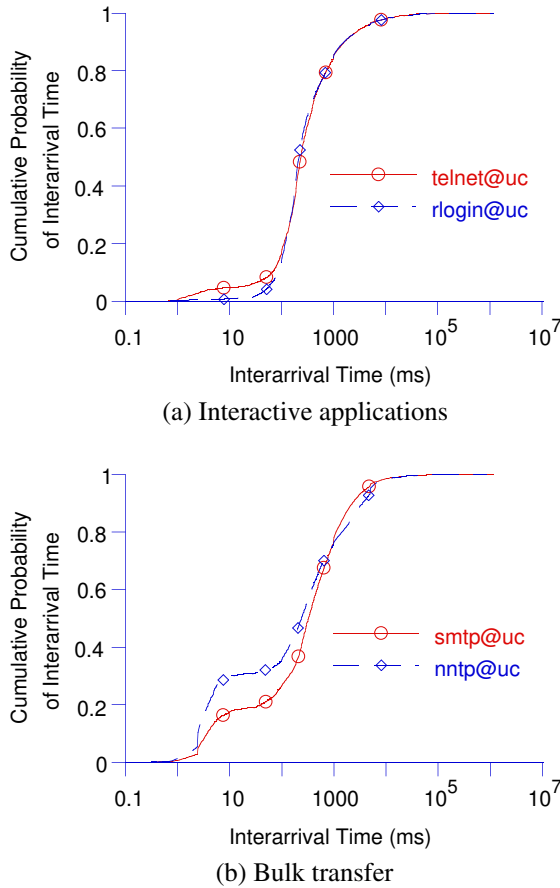 1
0.8
0.6
0.4
0.2
0
Cumulative Probability
of Interarrival Time
telnet@uc
rlogin@uc
0.1 10 1000 10^5 10^7
Interarrival Time (ms)
(a) Interactive applications
1
0.8
0.6
0.4
0.2
0
Cumulative Probability
of Interarrival Time
smtp@uc
nntp@uc
0.1 10 1000 10^5 10^7
Interarrival Time (ms)
(b) Bulk transfer